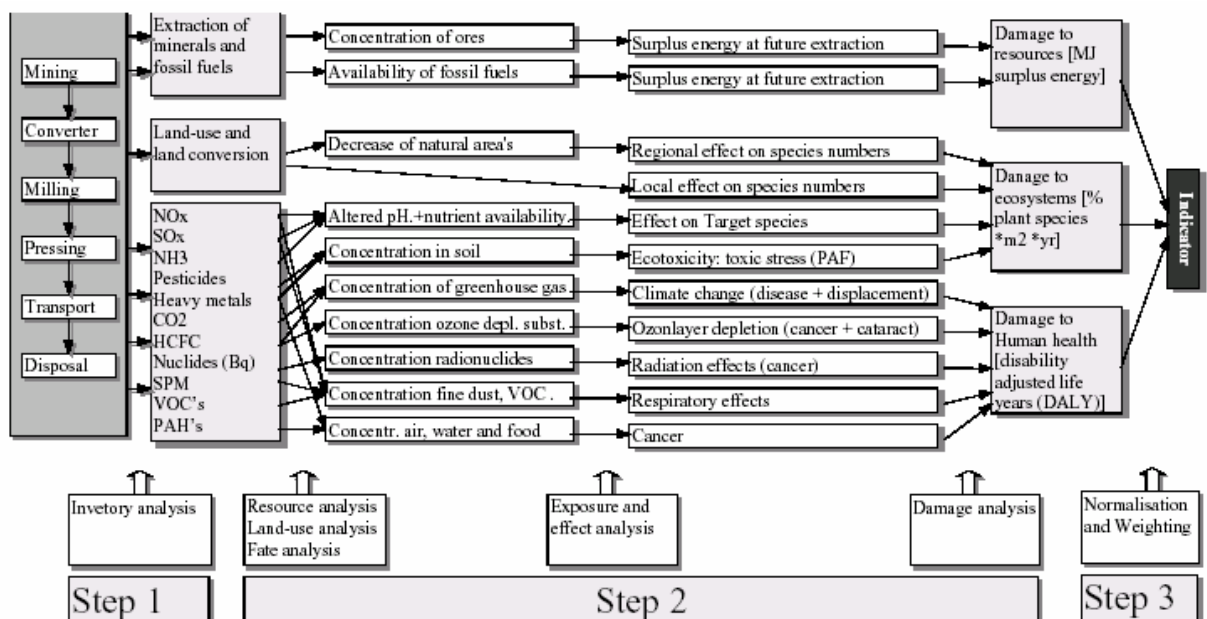 Mining
Converter
Milling
Pressing
Transport
Disposal
Extraction of
minerals and
fossil fuels
Land-use and
land conversion
NOx
SOx
NH3
Pesticides
Heavy metals
CO2
HCFC
Nuclides (Bq)
SPM
VOC's
PAH's
Concentration of ores
Availability of fossil fuels
Decrease of natural area's
Altered pH.+nutrient availability.
Concentration in soil
Concentration of greenhouse gas
Concentration ozone depl. subst.
Concentration radionuclides
Concentration fine dust, VOC .
Concentr. air, water and food
Surplus energy at future extraction
Surplus energy at future extraction
Regional effect on species numbers
Local effect on species numbers
Effect on Target species
Ecotoxicity: toxic stress (PAF)
Climate change (disease + displacement)
Ozonlayer depletion (cancer + cataract)
Radiation effects (cancer)
Respiratory effects
Cancer
Damage to
resources [MJ
surplus energy]
Danage to
ecosystems [%
plant species
*m2 *yr]
Damage to
Human health
[disability
adjusted life
years (DALY)]
Indicator
Invetory analysis
Resource analysis
Land-use analysis
Fate analysis
Exposure and
effect analysis
Damage analysis
Normalisation
and Weighting
Step 1
Step 2
Step 3